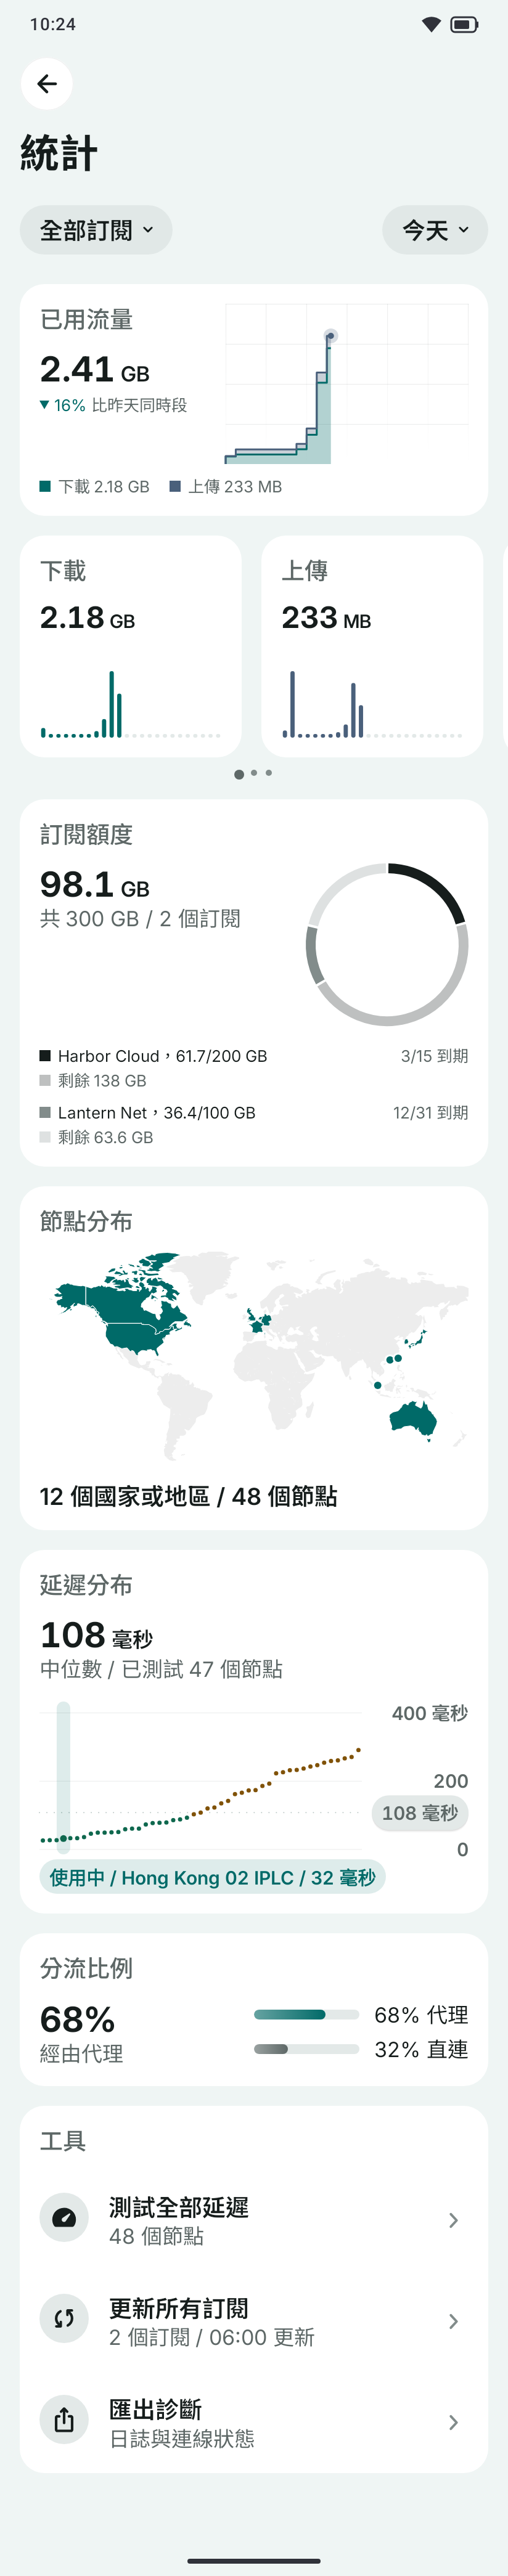 10:24
統計
全部訂閱
今天
已用流量
2.41 GB
▼ 16% 比昨天同時段
下載 2.18 GB
上傳 233 MB
下載
2.18 GB
上傳
233 MB
訂閱額度
98.1 GB
共 300 GB / 2 個訂閱
Harbor Cloud，61.7/200 GB
3/15 到期
剩餘 138 GB
Lantern Net，36.4/100 GB
12/31 到期
剩餘 63.6 GB
節點分布
12 個國家或地區 / 48 個節點
延遲分布
108 毫秒
中位數 / 已測試 47 個節點
400 毫秒
200
108 毫秒
0
使用中 / Hong Kong 02 IPLC / 32 毫秒
分流比例
68%
經由代理
68% 代理
32% 直連
工具
測試全部延遲
48 個節點
更新所有訂閱
2 個訂閱 / 06:00 更新
匯出診斷
日誌與連線狀態